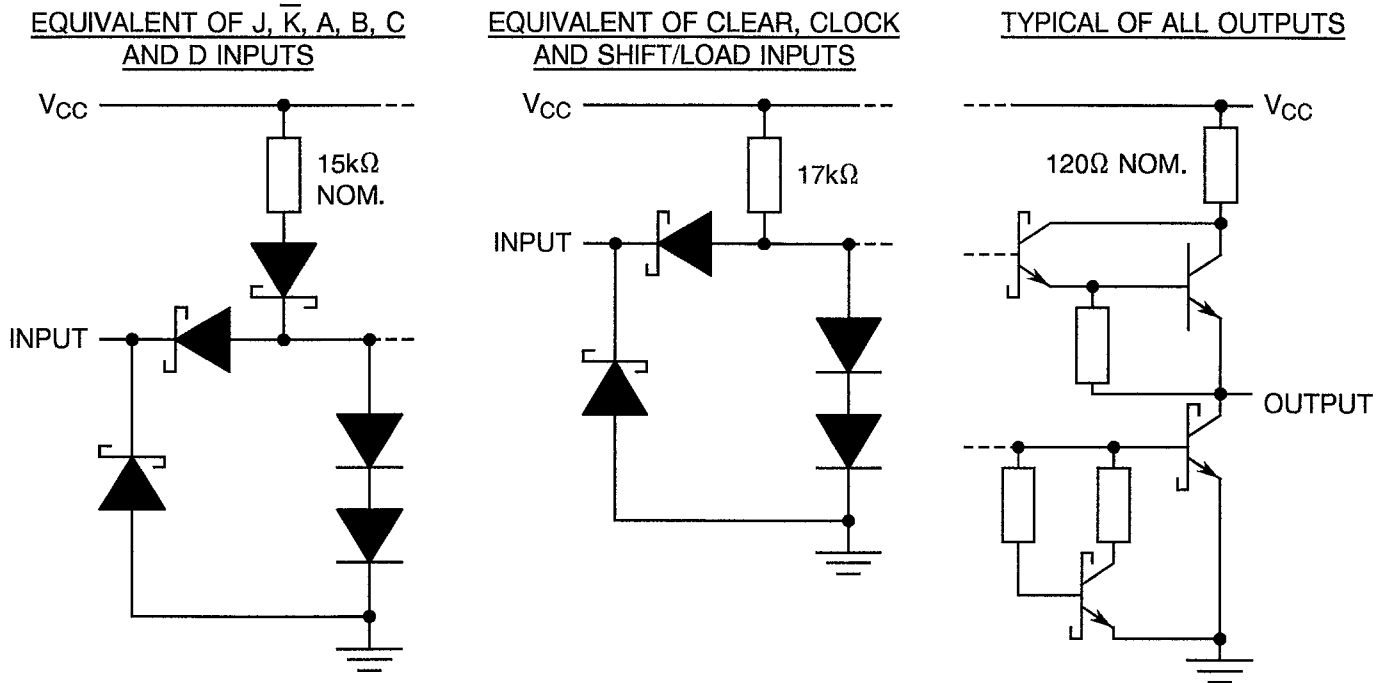 EQUIVALENT OF J, K̅, A, B, C
AND D INPUTS
VCC
15kΩ
NOM.
INPUT
EQUIVALENT OF CLEAR, CLOCK
AND SHIFT/LOAD INPUTS
VCC
17kΩ
INPUT
TYPICAL OF ALL OUTPUTS
VCC
120Ω NOM.
OUTPUT